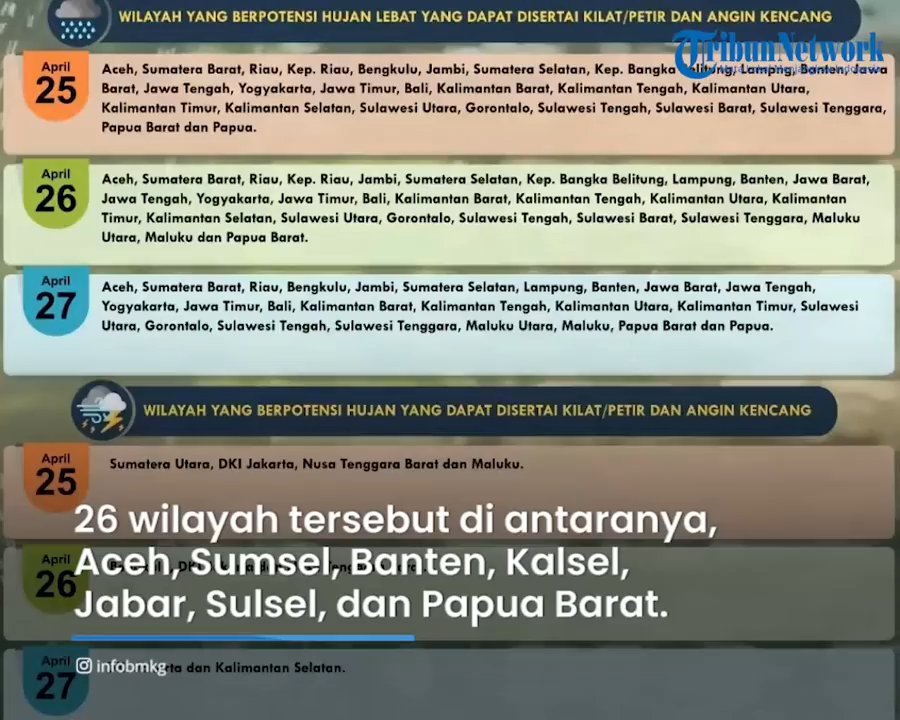 WILAYAH YANG BERPOTENSI HUJAN LEBAT YANG DAPAT DISERTAI KILAT/PETIR DAN ANGIN KENCANG
Tribun Network
April
25
Aceh, Sumatera Barat, Riau, Kep. Riau, Bengkulu, Jambi, Sumatera Selatan, Kep. Bangka
Barat, Jawa Tengah, Yogyakarta, Jawa Timur, Bali, Kalimantan Barat, Kalimantan Tengah, Kalimantan Utara,
Kalimantan Timur, Kalimantan Selatan, Sulawesi Utara, Gorontalo, Sulawesi Tengah, Sulawesi Barat, Sulawesi Tenggara,
Papua Barat dan Papua.
April
26
Aceh, Sumatera Barat, Riau, Kep. Riau, Jambi, Sumatera Selatan, Kep. Bangka Belitung, Lampung, Banten, Jawa Barat,
Jawa Tengah, Yogyakarta, Jawa Timur, Bali, Kalimantan Barat, Kalimantan Tengah, Kalimantan Utara, Kalimantan
Timur, Kalimantan Selatan, Sulawesi Utara, Gorontalo, Sulawesi Tengah, Sulawesi Barat, Sulawesi Tenggara, Maluku
Utara, Maluku dan Papua Barat.
April
27
Aceh, Sumatera Barat, Riau, Bengkulu, Jambi, Sumatera Selatan, Lampung, Banten, Jawa Barat, Jawa Tengah,
Yogyakarta, Jawa Timur, Bali, Kalimantan Barat, Kalimantan Tengah, Kalimantan Utara, Kalimantan Timur, Sulawesi
Utara, Gorontalo, Sulawesi Tengah, Sulawesi Tenggara, Maluku Utara, Maluku, Papua Barat dan Papua.
WILAYAH YANG BERPOTENSI HUJAN YANG DAPAT DISERTAI KILAT/PETIR DAN ANGIN KENCANG
April
25
Sumatera Utara, DKI Jakarta, Nusa Tenggara Barat dan Maluku.
26 wilayah tersebut di antaranya,
April
26
Aceh, Sumsel, Banten, Kalsel,
Jabar, Sulsel, dan Papua Barat.
April
27
infobmkg
dan Kalimantan Selatan.